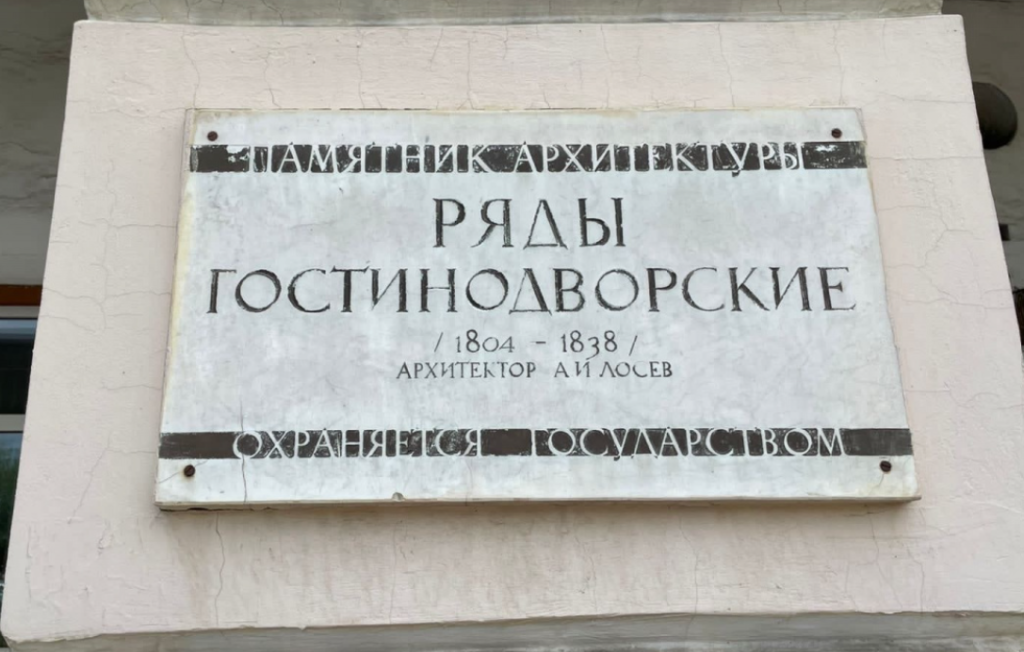 ПАМЯТНИК АРХИТЕКТУРЫ
РЯДЫ
ГОСТИНОДВОРСКИЕ
/ 1804 - 1838 /
АРХИТЕКТОР А И ЛОСЕВ
ОХРАНЯЕТСЯ ГОСУДАРСТВОМ